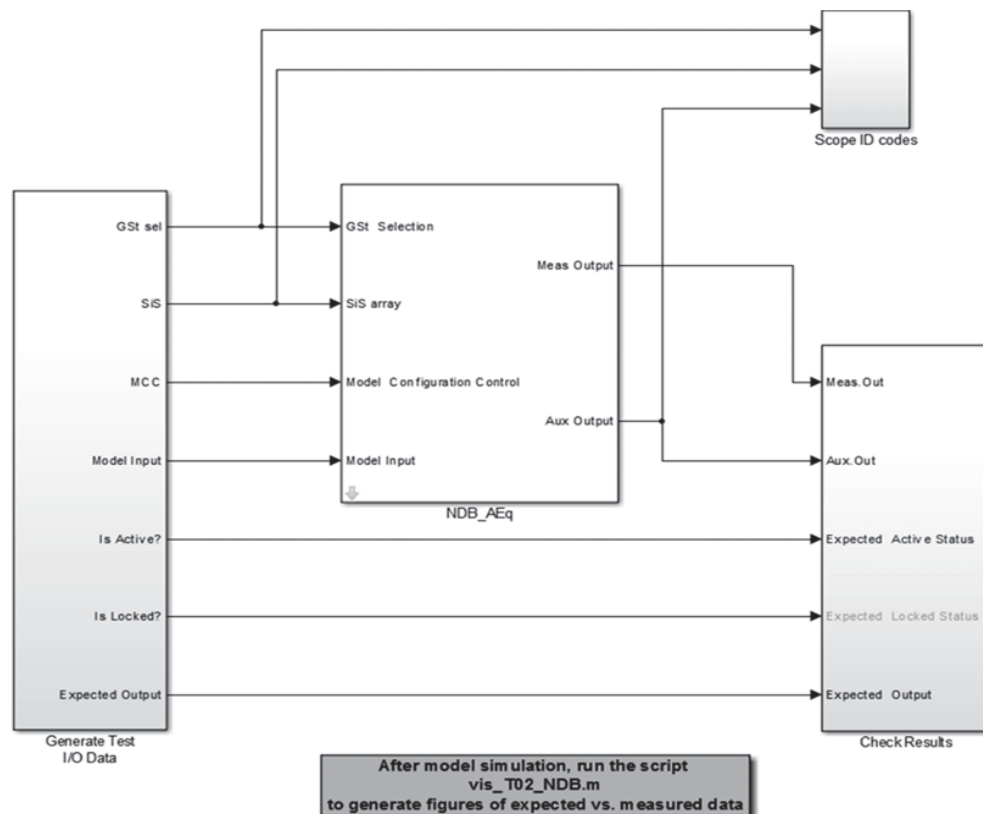 Scope ID codes
GSt sel
SiS
MCC
Model Input
Is Active?
Is Locked?
Expected Output
Generate Test
I/O Data
GSt Selection
SiS array
Model Configuration Control
Model Input
Meas Output
Aux Output
NDB_AEq
Meas.Out
Aux.Out
Expected Active Status
Expected Locked Status
Expected Output
Check Results
After model simulation, run the script
vis_T02_NDB.m
to generate figures of expected vs. measured data